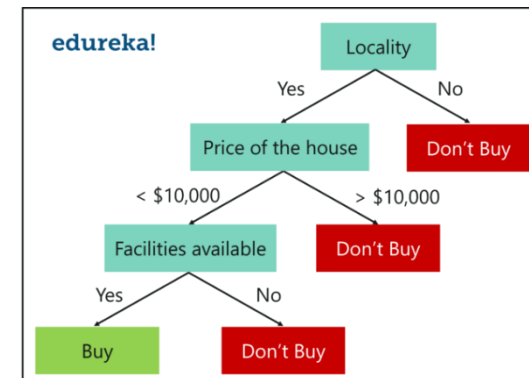 edureka!
Locality
Yes
No
Price of the house
Don't Buy
< $10,000
> $10,000
Facilities available
Don't Buy
Yes
No
Buy
Don't Buy